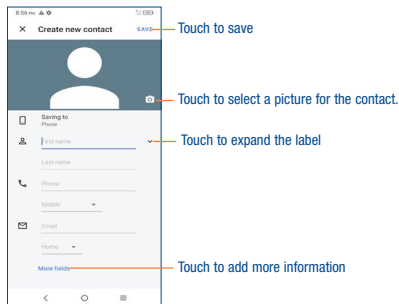 8:56 PM
Create new contact
SAVE
Touch to save
Touch to select a picture for the contact.
Saving to
Phone
First name
Touch to expand the label
Last name
Phone
Mobile
Email
Home
More fields
Touch to add more information